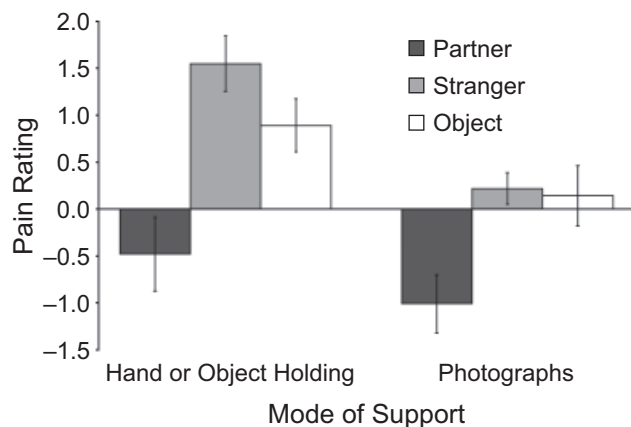 2.0
1.5
1.0
0.5
0.0
–0.5
–1.0
–1.5
Pain Rating
Partner
Stranger
Object
Hand or Object Holding
Photographs
Mode of Support